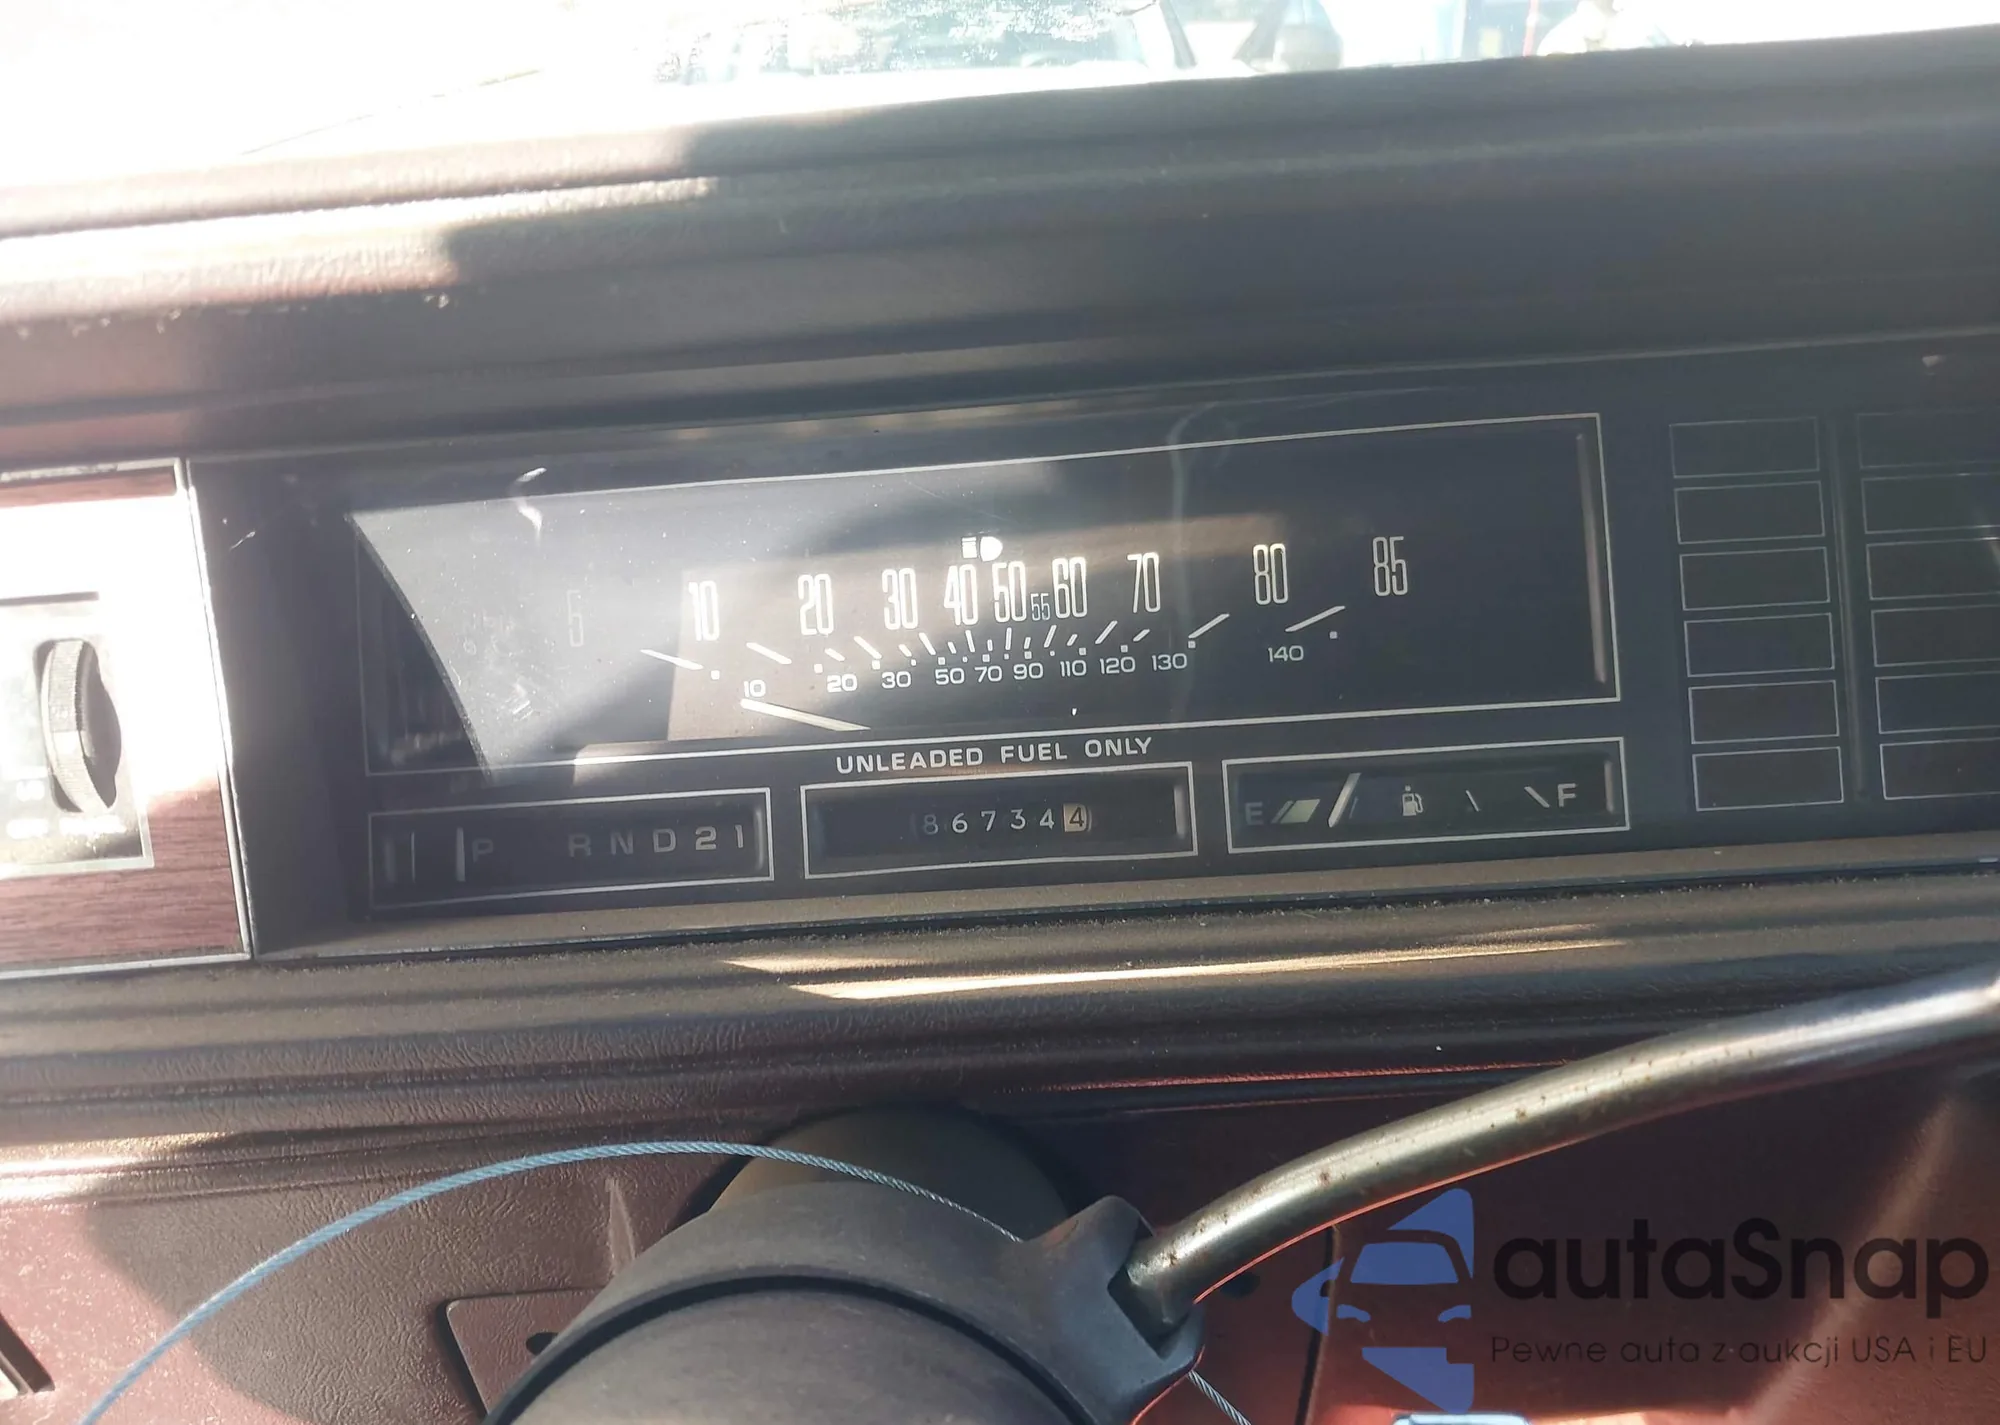 5 10 20 30 40 50 55 60 70 80 85
10 20 30 50 70 90 110 120 130 140
UNLEADED FUEL ONLY
P R N D 2 1
867344
E F
autaSnap
Pewne auta z aukcji USA i EU